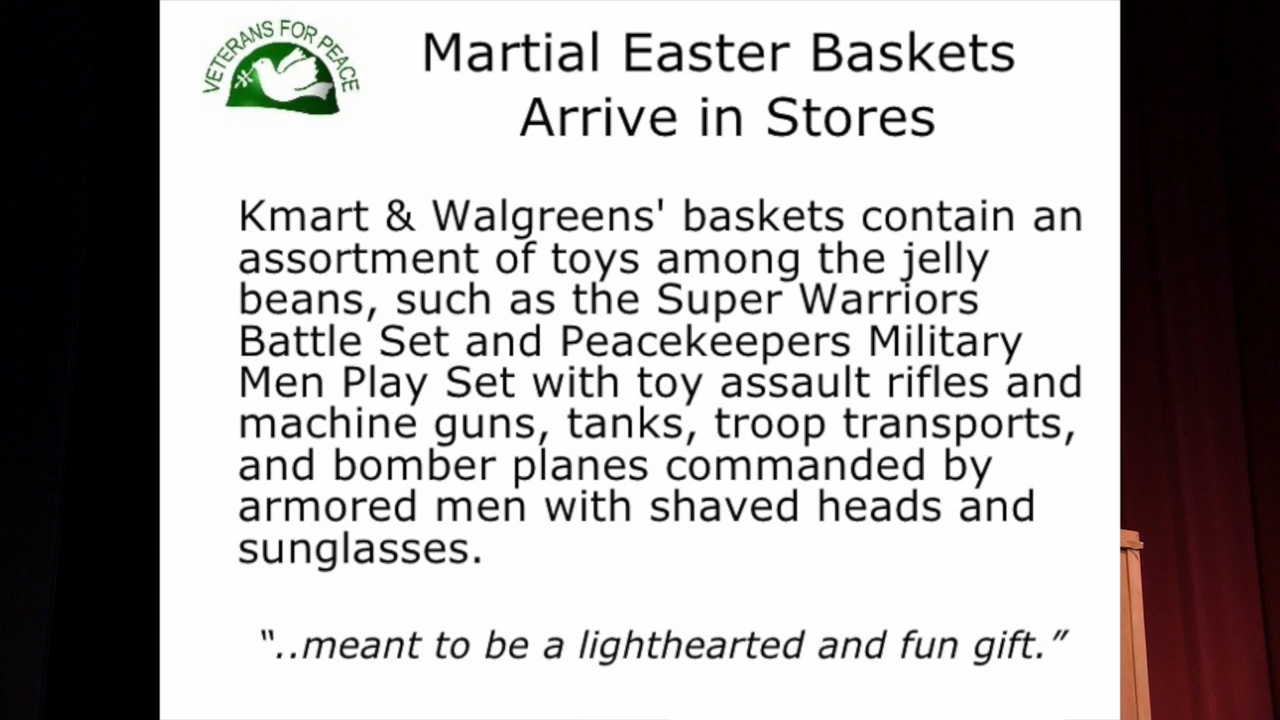 VETERANS FOR PEACE
Martial Easter Baskets
Arrive in Stores
Kmart & Walgreens' baskets contain an
assortment of toys among the jelly
beans, such as the Super Warriors
Battle Set and Peacekeepers Military
Men Play Set with toy assault rifles and
machine guns, tanks, troop transports,
and bomber planes commanded by
armored men with shaved heads and
sunglasses.
“..meant to be a lighthearted and fun gift.”